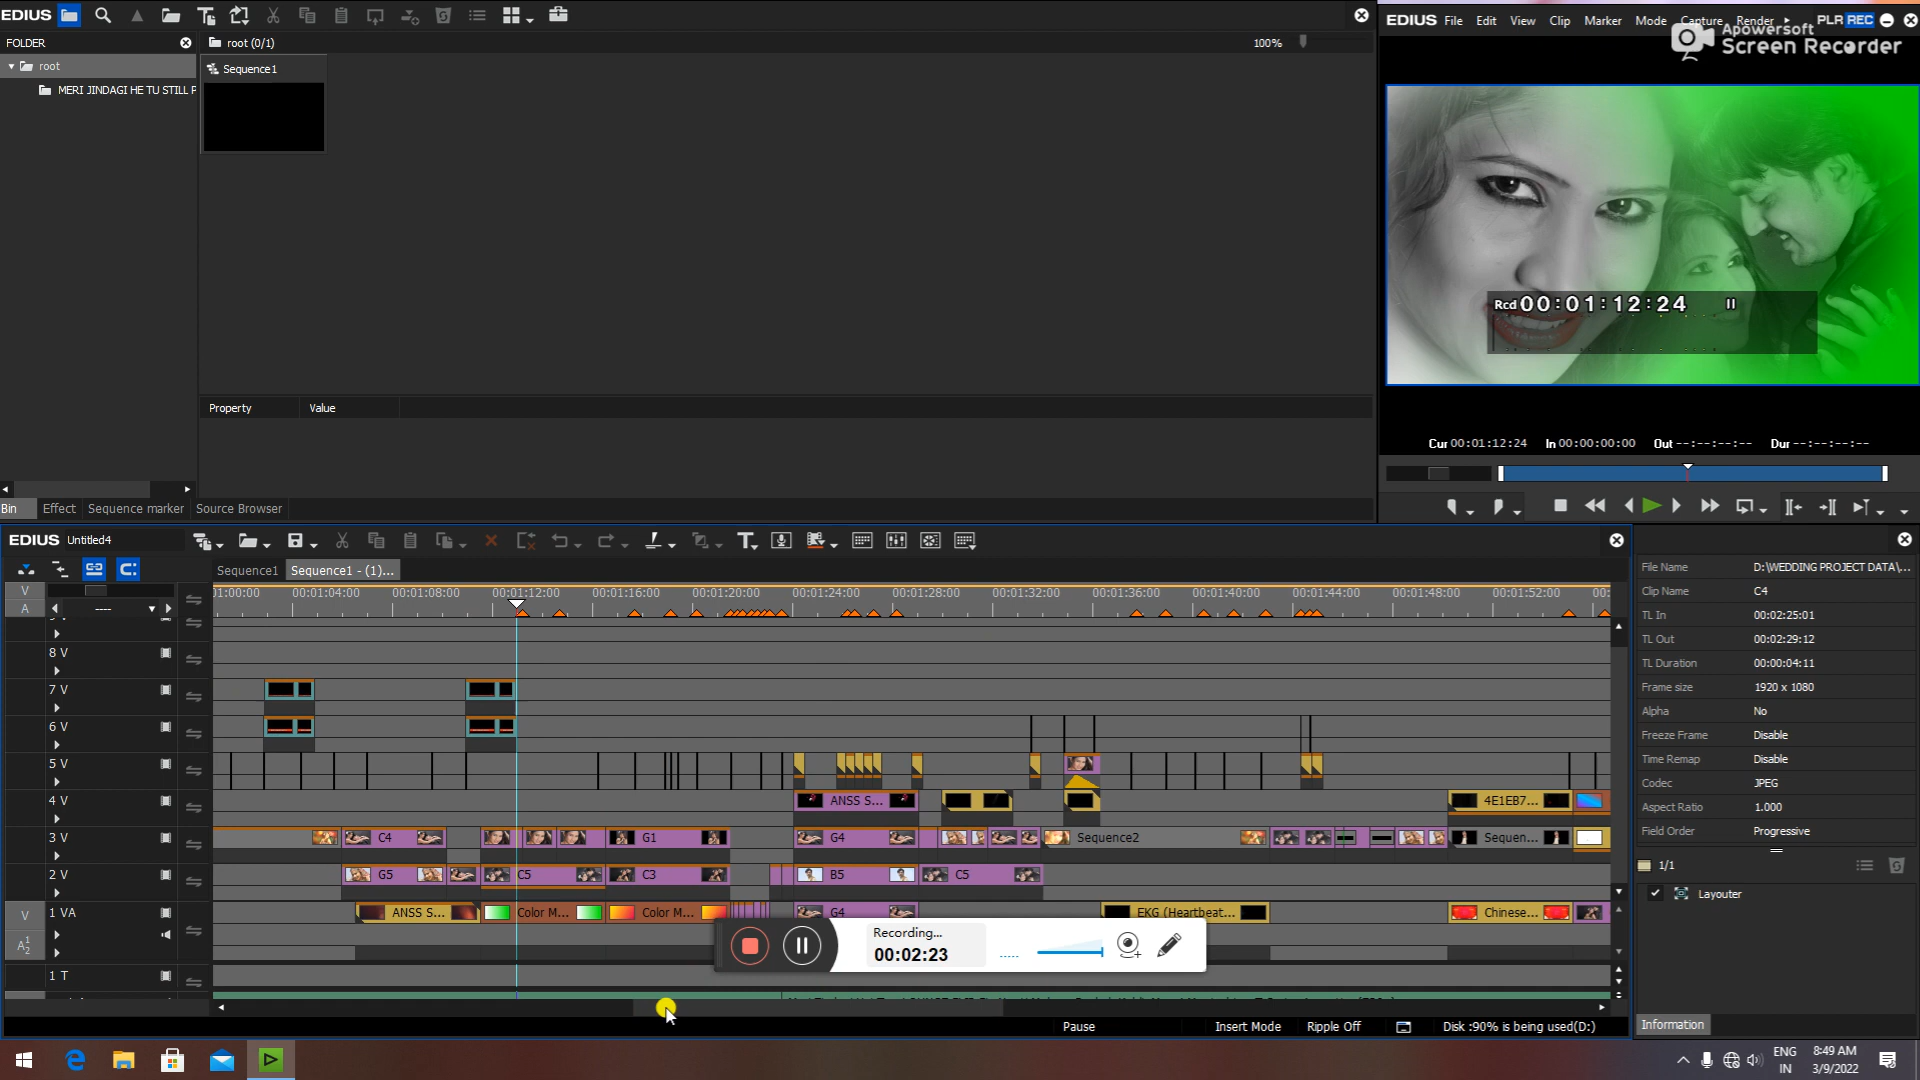 EDIUS
FOLDER
root
MERI JINDAGI HE TU STILL P
root (0/1)
100%
Sequence1
Property Value
Bin Effect Sequence marker Source Browser
EDIUS File Edit View Clip Marker Mode Capture Render PLR REC
Apowersoft
Screen Recorder
Rcd 00:01:12:24
Cur 00:01:12:24 In 00:00:00:00 Out --:--:--:-- Dur --:--:--:--
EDIUS Untitled4
Sequence1 Sequence1 - (1)...
V
A ----
01:00:00 00:01:04:00 00:01:08:00 00:01:12:00 00:01:16:00 00:01:20:00 00:01:24:00 00:01:28:00 00:01:32:00 00:01:36:00 00:01:40:00 00:01:44:00 00:01:48:00 00:01:52:00 00:
8 V
7 V
6 V
5 V
4 V ANSS S... 4E1EB7...
3 V C4 G1 G4 Sequence2 Sequen...
2 V G5 C5 C3 B5 C5
V 1 VA ANSS S... Color M... Color M... G4 EKG (Heartbeat... Chinese...
A 1 2
1 T
Recording...
00:02:23
Pause Insert Mode Ripple Off Disk :90% is being used(D:)
File Name D:\WEDDING PROJECT DATA\...
Clip Name C4
TL In 00:02:25:01
TL Out 00:02:29:12
TL Duration 00:00:04:11
Frame size 1920 x 1080
Alpha No
Freeze Frame Disable
Time Remap Disable
Codec JPEG
Aspect Ratio 1.000
Field Order Progressive
1/1
Layouter
Information
ENG
IN
8:49 AM
3/9/2022